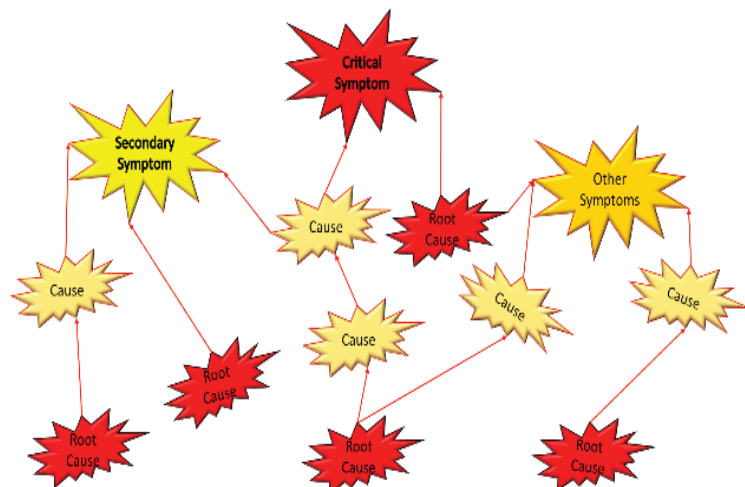 Critical
Symptom
Secondary
Symptom
Other
Symptoms
Cause
Root
Cause
Cause
Cause
Cause
Cause
Root
Cause
Root
Cause
Root
Cause
Root
Cause